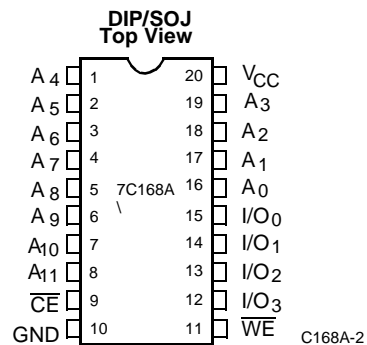 DIP/SOJ
Top View
A4 1 20 VCC
A5 2 19 A3
A6 3 18 A2
A7 4 17 A1
A8 5 7C168A 16 A0
A9 6 \ 15 I/O0
A10 7 14 I/O1
A11 8 13 I/O2
CE 9 12 I/O3
GND 10 11 WE C168A-2